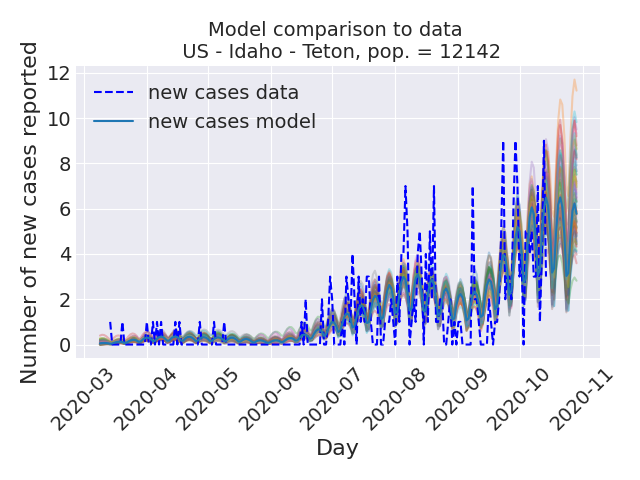 Model comparison to data
US - Idaho - Teton, pop. = 12142
Number of new cases reported
12
10
8
6
4
2
0
new cases data
new cases model
2020-03
2020-04
2020-05
2020-06
2020-07
2020-08
2020-09
2020-10
2020-11
Day